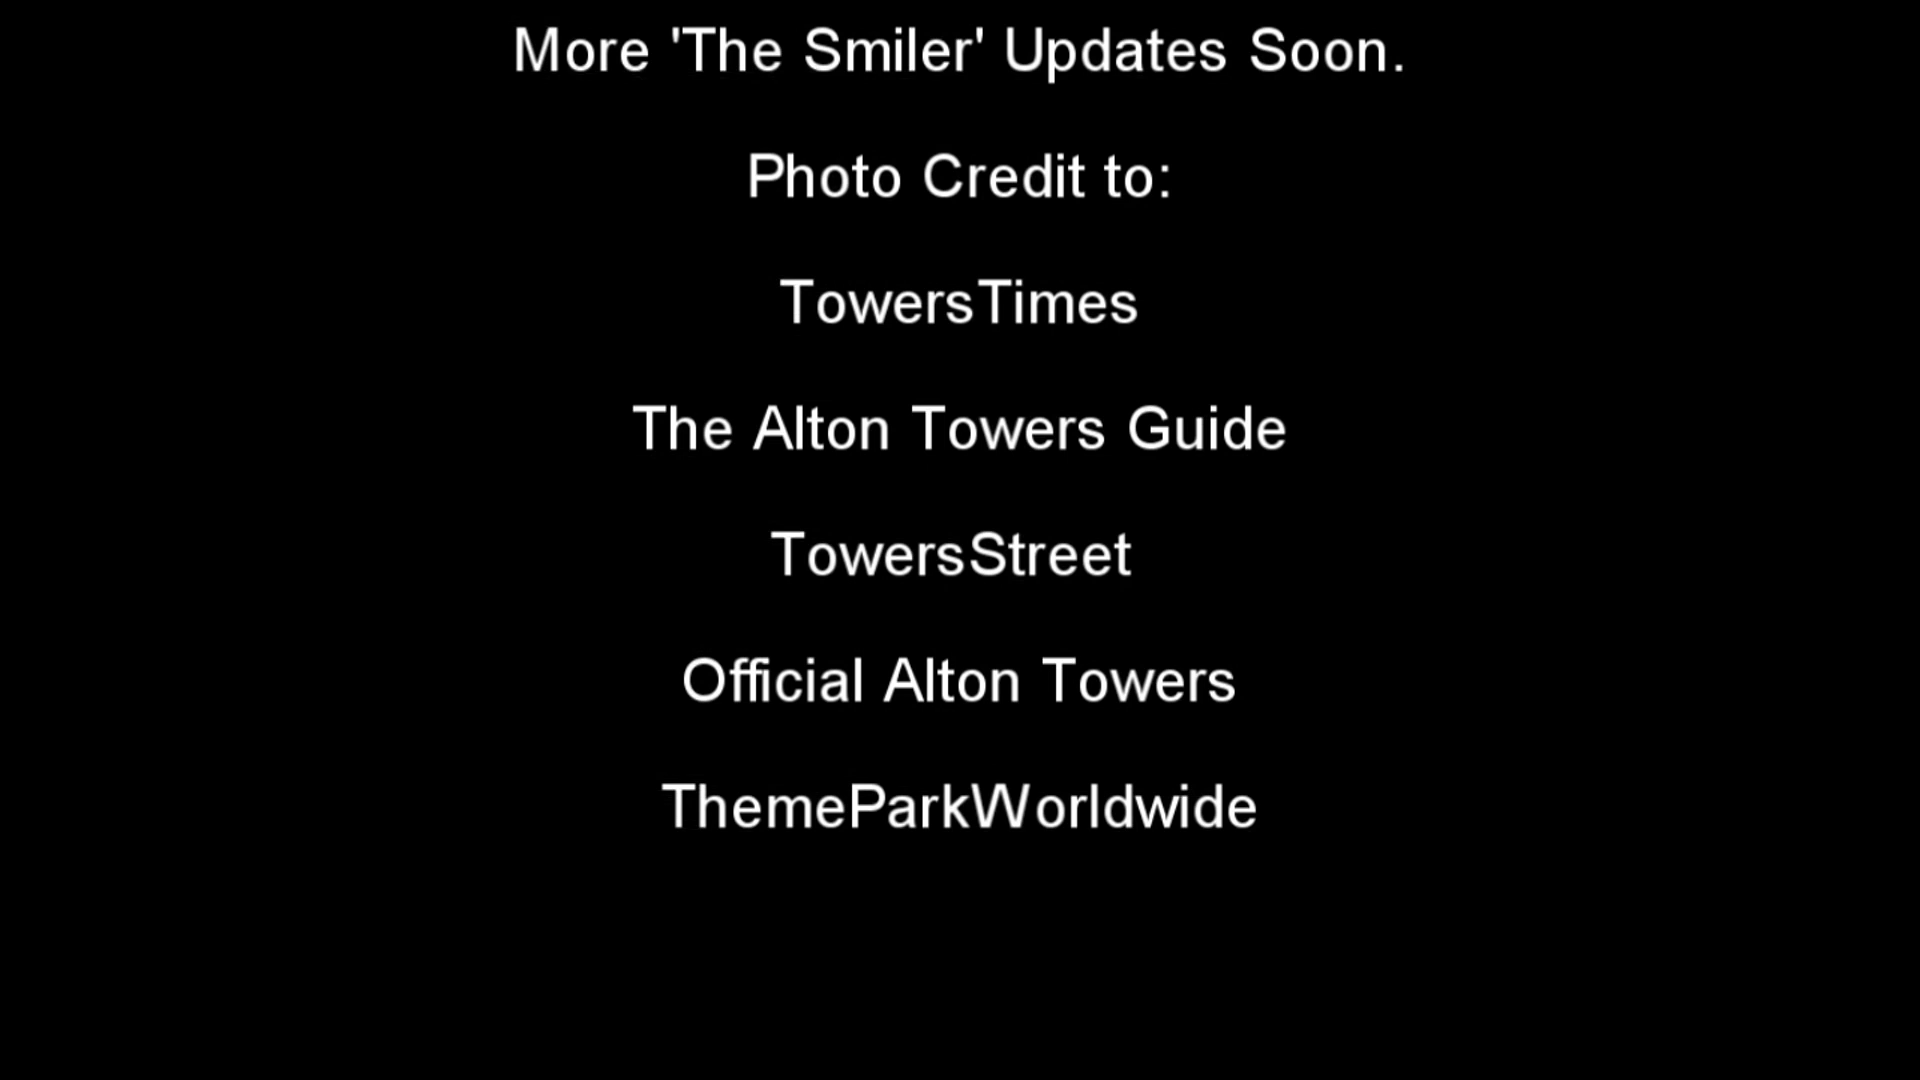 More 'The Smiler' Updates Soon.
Photo Credit to:
TowersTimes
The Alton Towers Guide
TowersStreet
Official Alton Towers
ThemeParkWorldwide